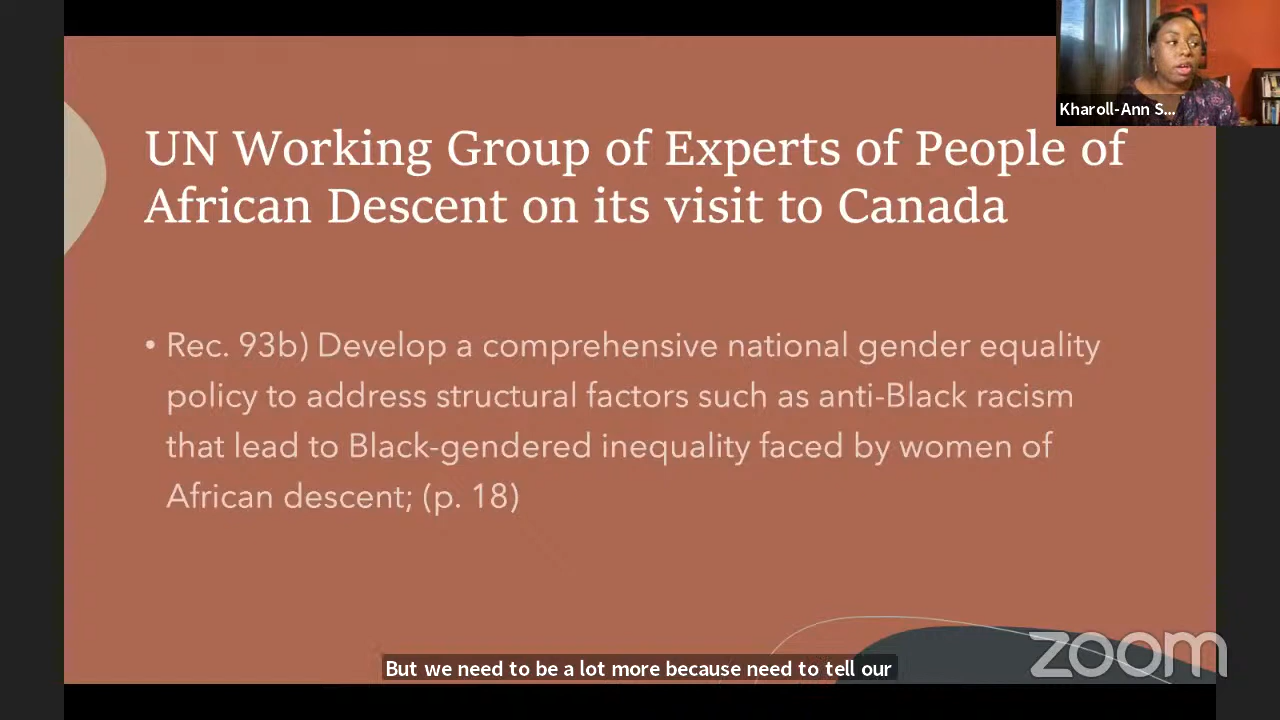 Kharoll-Ann S...
UN Working Group of Experts of People of
African Descent on its visit to Canada
• Rec. 93b) Develop a comprehensive national gender equality
policy to address structural factors such as anti-Black racism
that lead to Black-gendered inequality faced by women of
African descent; (p. 18)
zoom
But we need to be a lot more because need to tell our